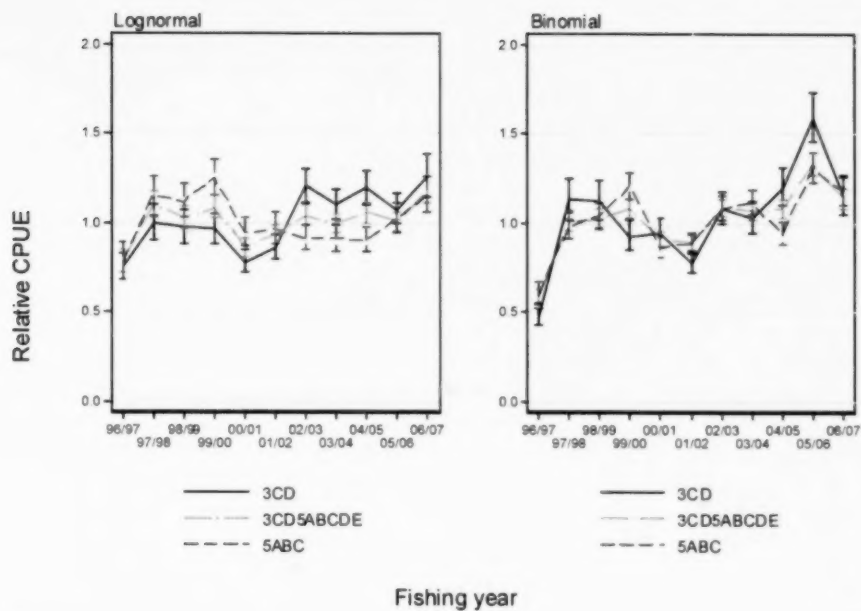 Lognormal
Binomial
2.0
1.5
1.0
0.5
0.0
2.0
1.5
1.0
0.5
0.0
Relative CPUE
96/97 98/99 00/01 02/03 04/05 06/07
97/98 99/00 01/02 03/04 05/06
96/97 98/99 00/01 02/03 04/05 06/07
97/98 99/00 01/02 03/04 05/06
3CD
3CD5ABCDE
5ABC
3CD
3CD5ABCDE
5ABC
Fishing year